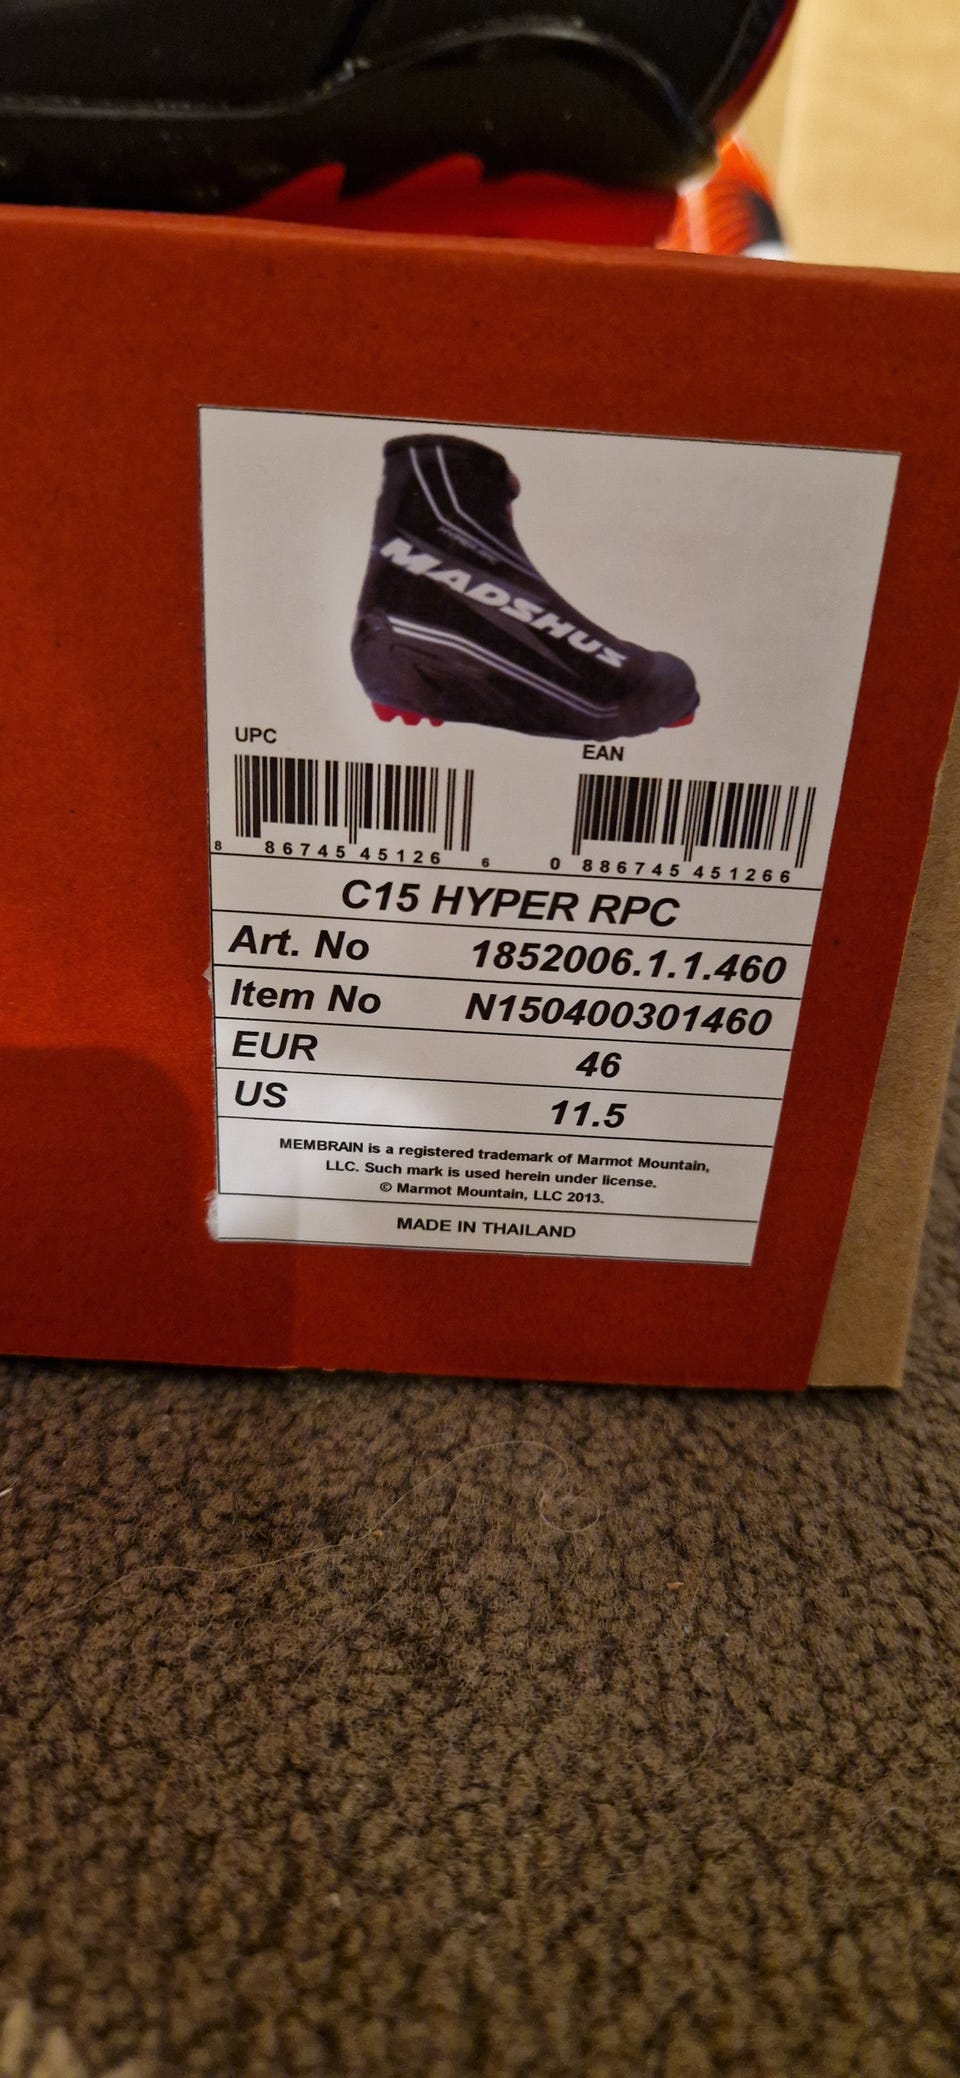 MADSHUS
UPC
EAN
8 86745 45126 6
0 886745 451266
C15 HYPER RPC
Art. No 1852006.1.1.460
Item No N150400301460
EUR 46
US 11.5
MEMBRAIN is a registered trademark of Marmot Mountain,
LLC. Such mark is used herein under license.
© Marmot Mountain, LLC 2013.
MADE IN THAILAND